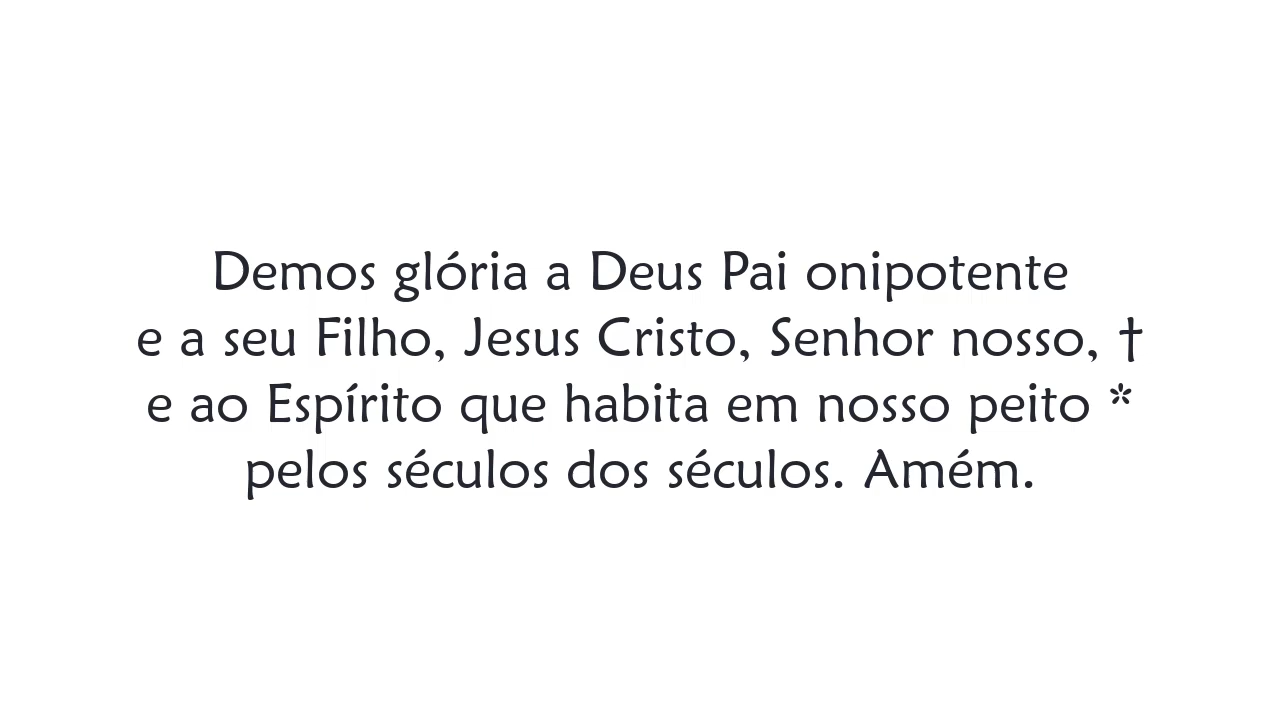 Demos glória a Deus Pai onipotente
e a seu Filho, Jesus Cristo, Senhor nosso, †
e ao Espírito que habita em nosso peito *
pelos séculos dos séculos. Amém.